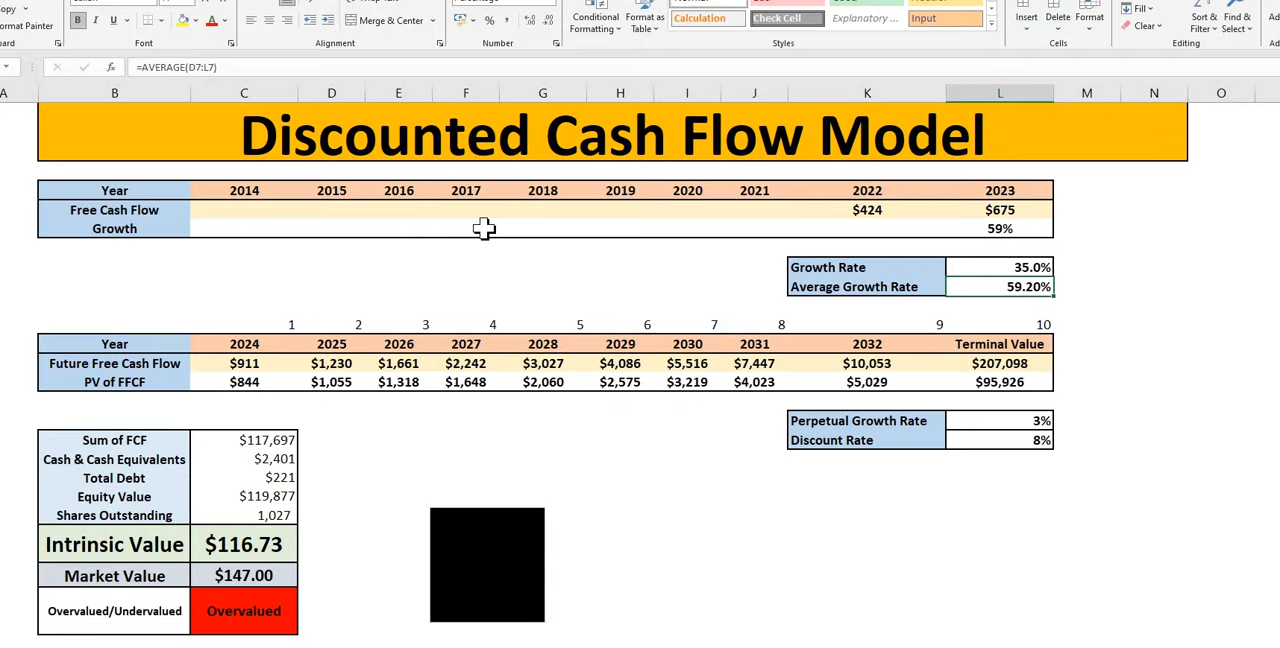 Format Painter
B I U
Merge & Center
% ,
Conditional Formatting
Format as Table
Calculation
Check Cell
Explanatory ...
Input
Insert
Delete
Format
Fill
Clear
Sort & Filter
Find & Select
Font
Alignment
Number
Styles
Cells
Editing
fx =AVERAGE(D7:L7)
A B C D E F G H I J K L M N O
Discounted Cash Flow Model
Year 2014 2015 2016 2017 2018 2019 2020 2021 2022 2023
Free Cash Flow $424 $675
Growth 59%
Growth Rate 35.0%
Average Growth Rate 59.20%
1 2 3 4 5 6 7 8 9 10
Year 2024 2025 2026 2027 2028 2029 2030 2031 2032 Terminal Value
Future Free Cash Flow $911 $1,230 $1,661 $2,242 $3,027 $4,086 $5,516 $7,447 $10,053 $207,098
PV of FFCF $844 $1,055 $1,318 $1,648 $2,060 $2,575 $3,219 $4,023 $5,029 $95,926
Perpetual Growth Rate 3%
Discount Rate 8%
Sum of FCF $117,697
Cash & Cash Equivalents $2,401
Total Debt $221
Equity Value $119,877
Shares Outstanding 1,027
Intrinsic Value $116.73
Market Value $147.00
Overvalued/Undervalued Overvalued